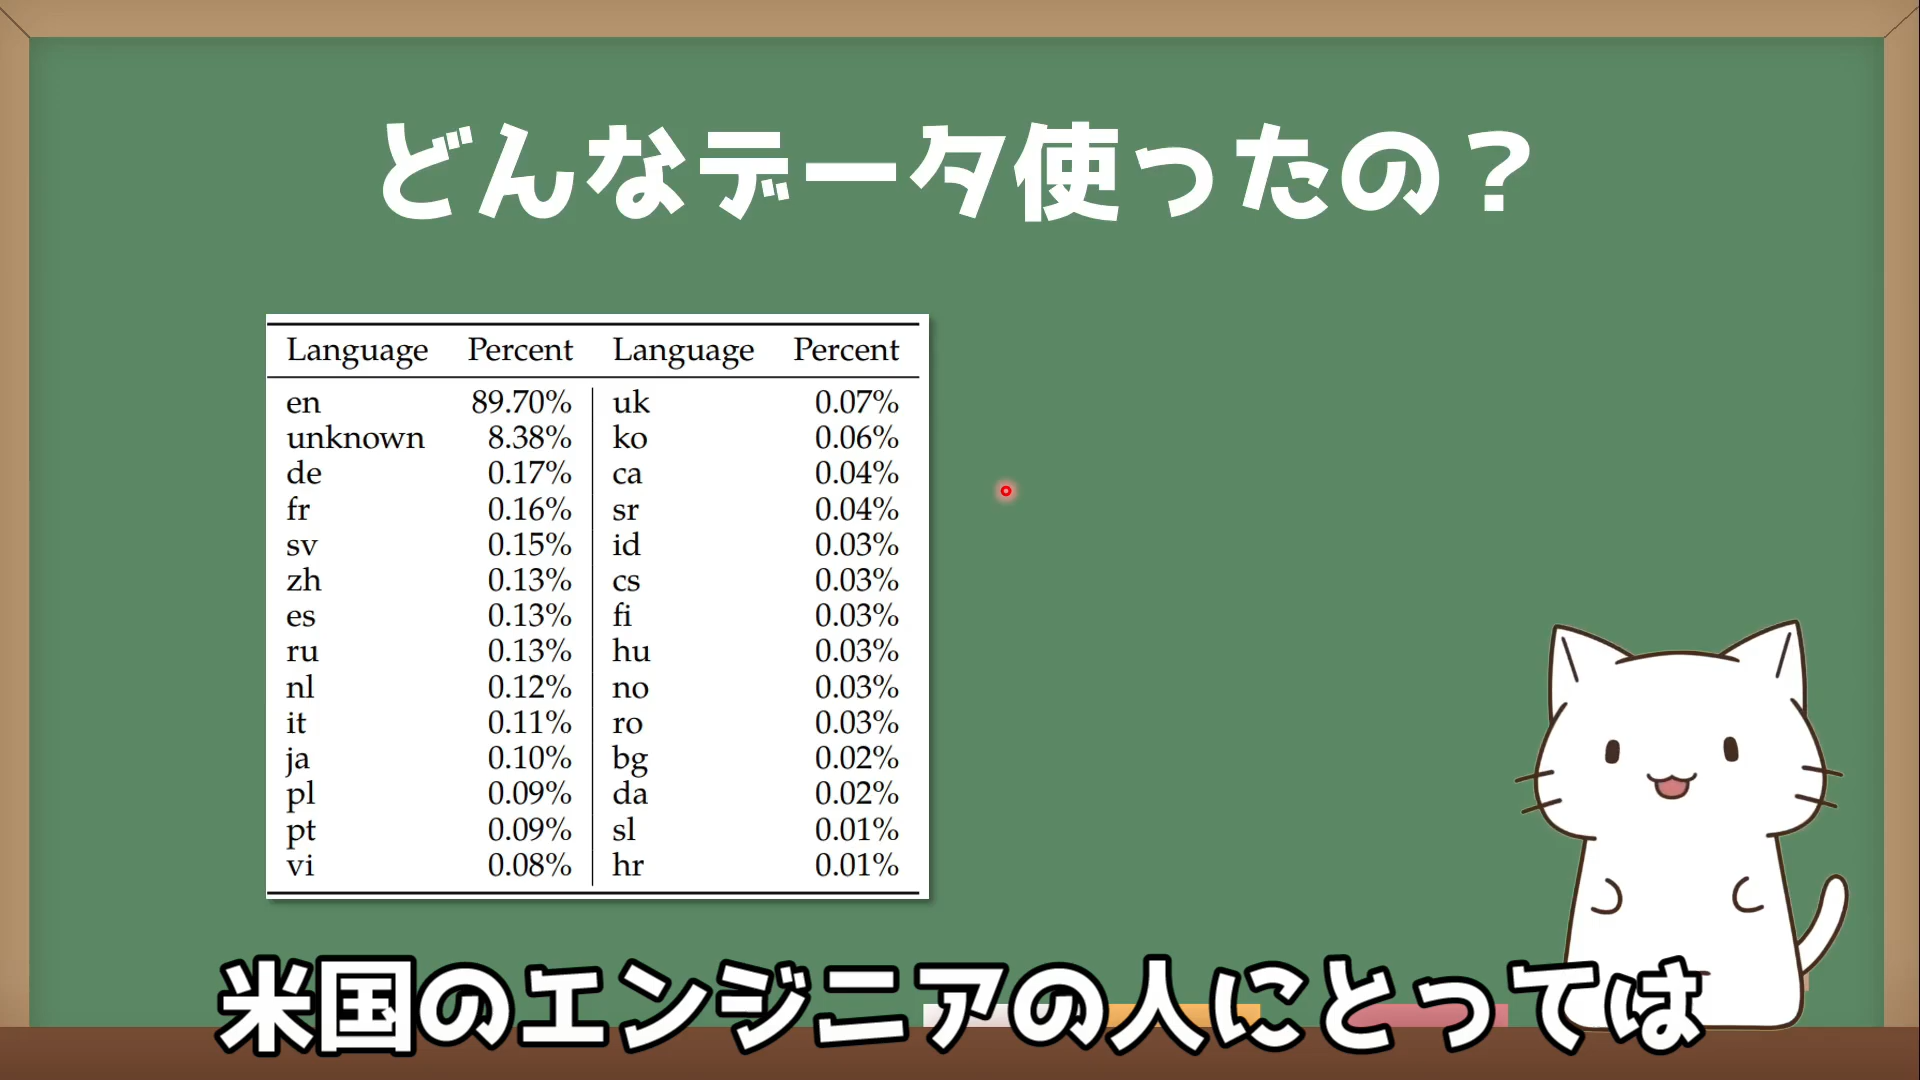 どんなデータ使ったの？
Language Percent Language Percent
en 89.70% uk 0.07%
unknown 8.38% ko 0.06%
de 0.17% ca 0.04%
fr 0.16% sr 0.04%
sv 0.15% id 0.03%
zh 0.13% cs 0.03%
es 0.13% fi 0.03%
ru 0.13% hu 0.03%
nl 0.12% no 0.03%
it 0.11% ro 0.03%
ja 0.10% bg 0.02%
pl 0.09% da 0.02%
pt 0.09% sl 0.01%
vi 0.08% hr 0.01%
米国のエンジニアの人にとっては